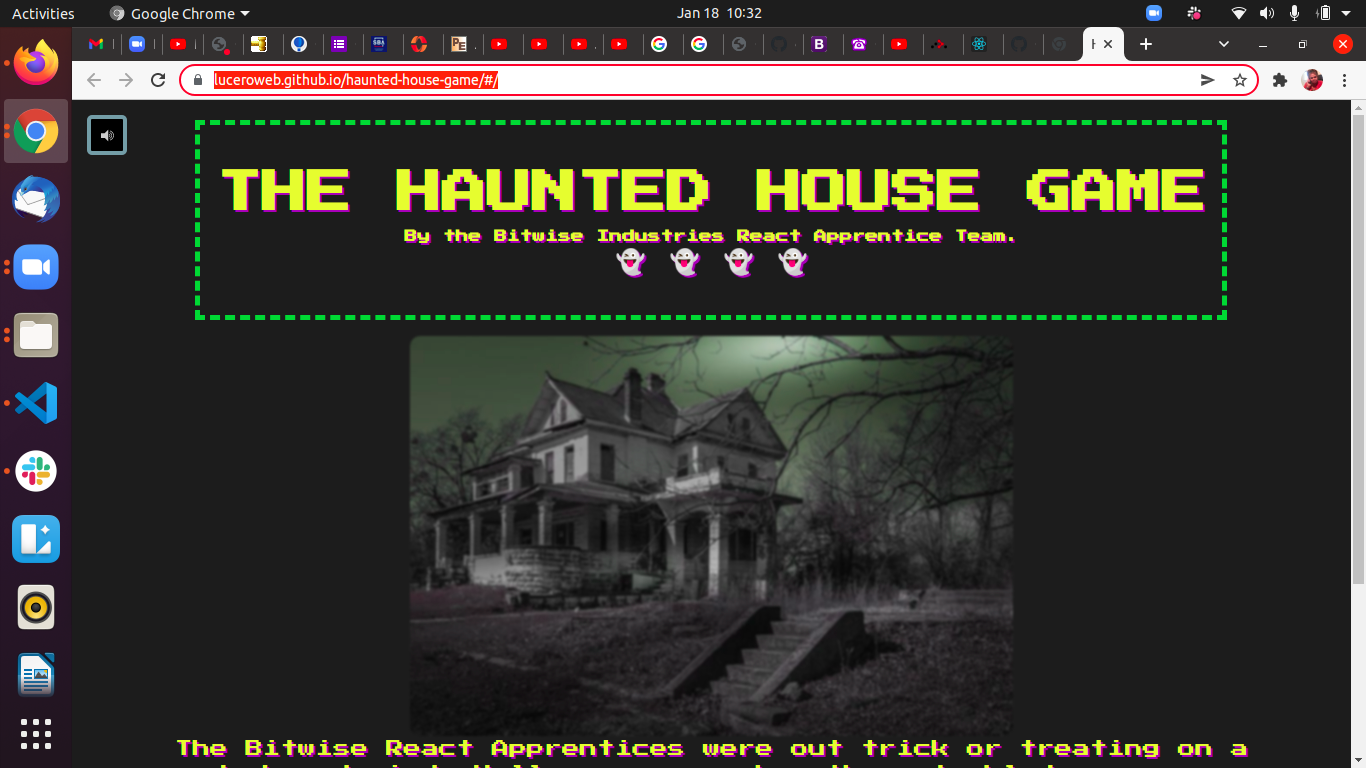 Activities
Google Chrome
Jan 18 10:32
luceroweb.github.io/haunted-house-game/#/
THE HAUNTED HOUSE GAME
By the Bitwise Industries React Apprentice Team.
The Bitwise React Apprentices were out trick or treating on a